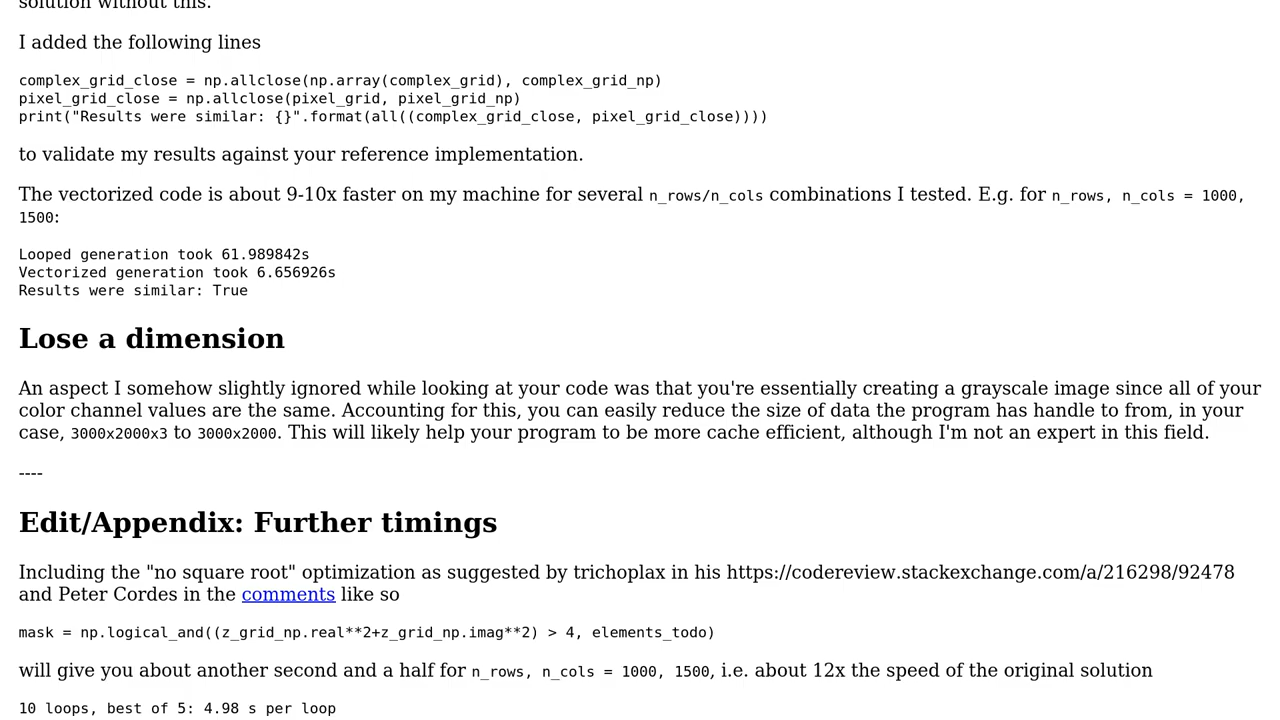 solution without this.
I added the following lines
complex_grid_close = np.allclose(np.array(complex_grid), complex_grid_np)
pixel_grid_close = np.allclose(pixel_grid, pixel_grid_np)
print("Results were similar: {}".format(all((complex_grid_close, pixel_grid_close))))
to validate my results against your reference implementation.
The vectorized code is about 9-10x faster on my machine for several n_rows/n_cols combinations I tested. E.g. for n_rows, n_cols = 1000,
1500:
Looped generation took 61.989842s
Vectorized generation took 6.656926s
Results were similar: True
Lose a dimension
An aspect I somehow slightly ignored while looking at your code was that you're essentially creating a grayscale image since all of your
color channel values are the same. Accounting for this, you can easily reduce the size of data the program has handle to from, in your
case, 3000x2000x3 to 3000x2000. This will likely help your program to be more cache efficient, although I'm not an expert in this field.
----
Edit/Appendix: Further timings
Including the "no square root" optimization as suggested by trichoplax in his https://codereview.stackexchange.com/a/216298/92478
and Peter Cordes in the comments like so
mask = np.logical_and((z_grid_np.real**2+z_grid_np.imag**2) > 4, elements_todo)
will give you about another second and a half for n_rows, n_cols = 1000, 1500, i.e. about 12x the speed of the original solution
10 loops, best of 5: 4.98 s per loop